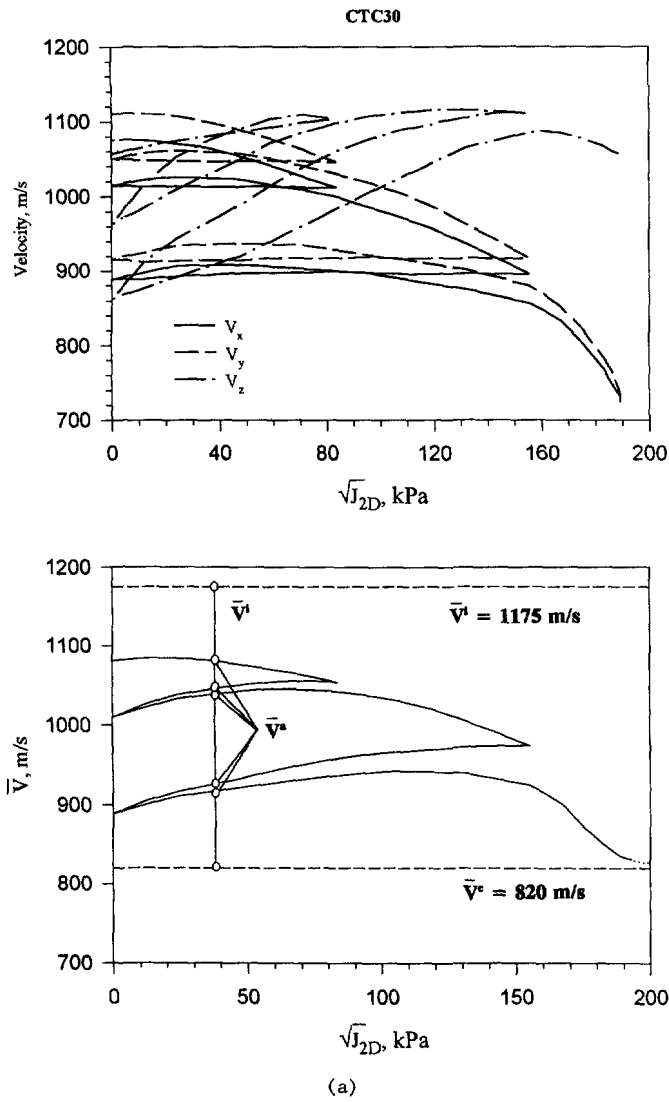 CTC30
1200
1100
1000
900
800
700
Velocity, m/s
V_x
V_y
V_z
0 40 80 120 160 200
√J_2D, kPa
1200
1100
1000
900
800
700
V̄, m/s
V̄^i
V̄^i = 1175 m/s
V̄^a
V̄^c = 820 m/s
0 50 100 150 200
√J_2D, kPa
(a)